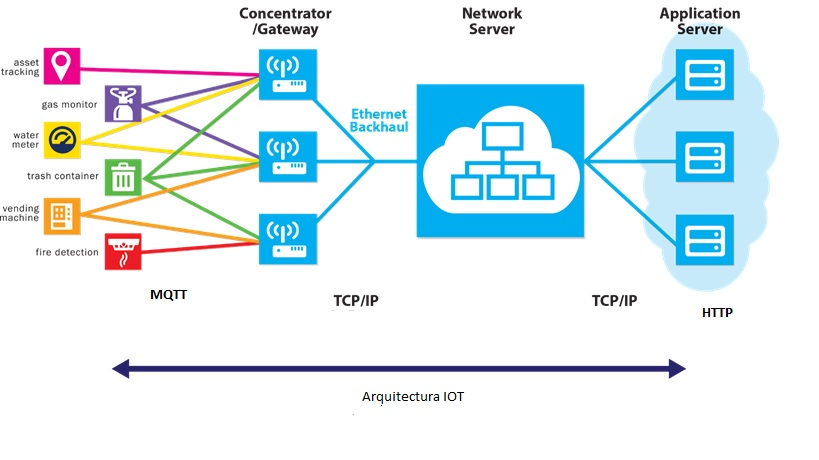 Concentrator
/Gateway
Network
Server
Application
Server
asset
tracking
gas monitor
water
meter
trash container
vending
machine
fire detection
Ethernet
Backhaul
MQTT
TCP/IP
TCP/IP
HTTP
Arquitectura IOT